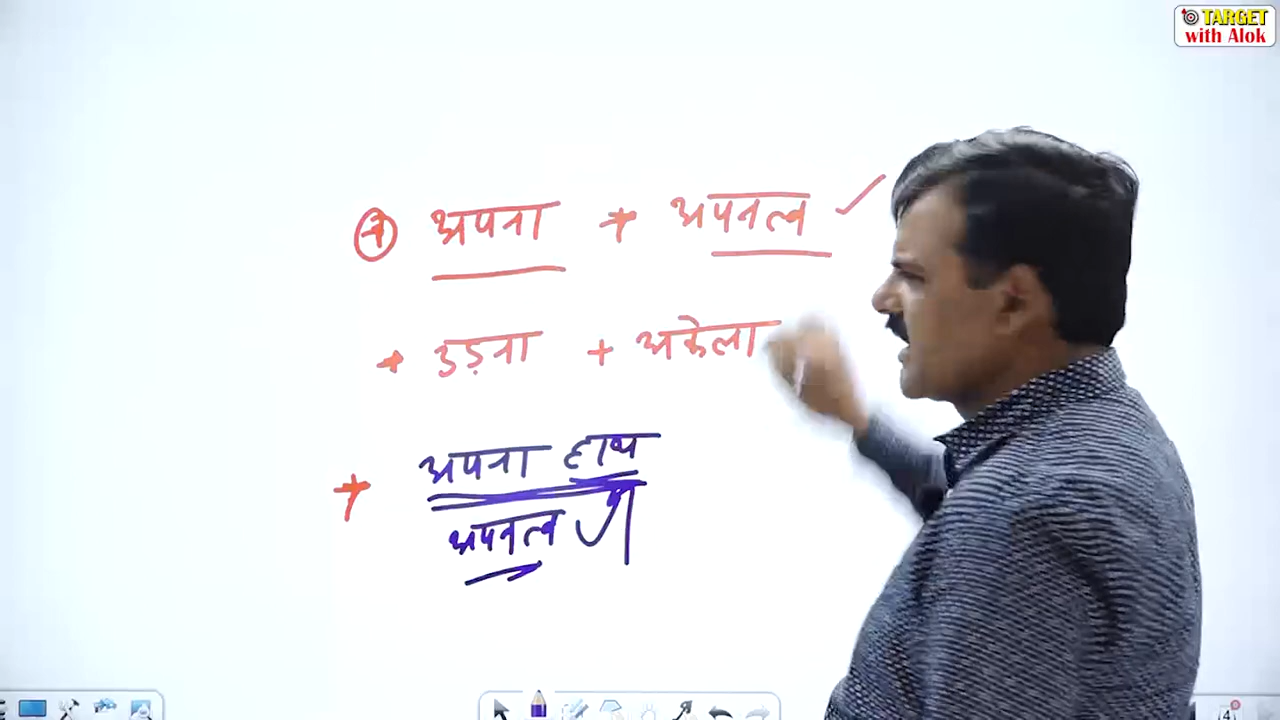 TARGET
with Alok
अपना + अपनत्व ✓
+ उड़ना + अकेला
+ अपना हाथ
अपनत्व